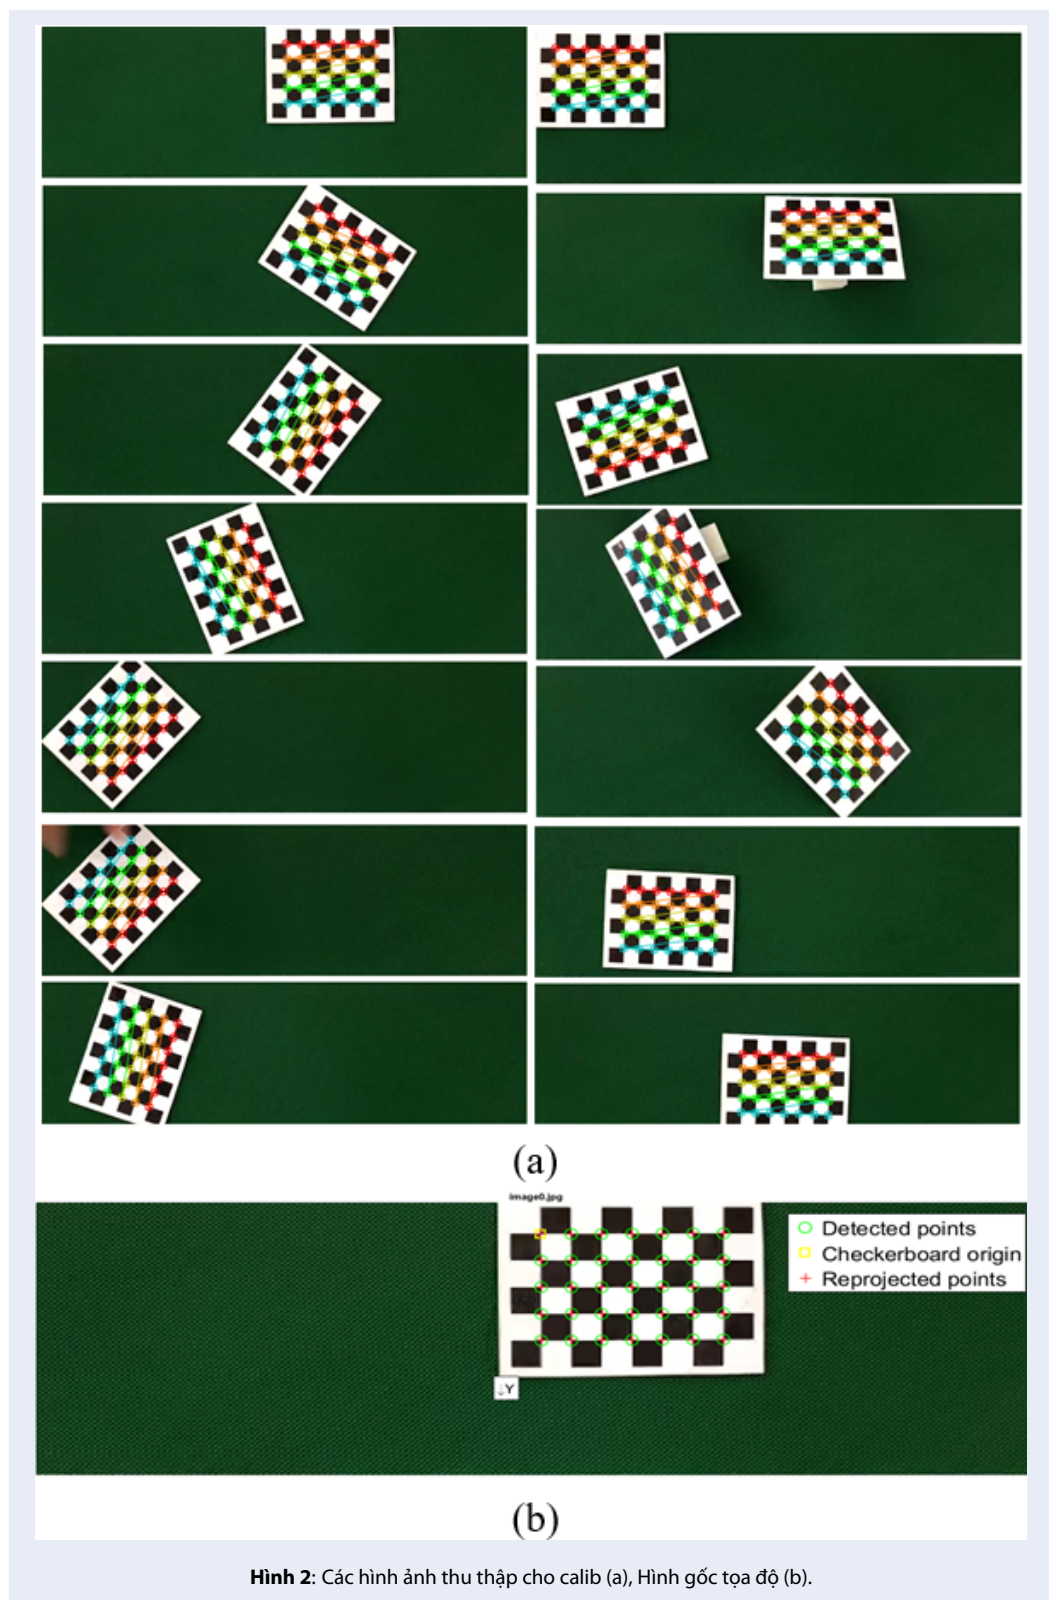 (a)
image0.jpg
Detected points
Checkerboard origin
Reprojected points
↓Y
(b)
Hình 2: Các hình ảnh thu thập cho calib (a), Hình gốc tọa độ (b).